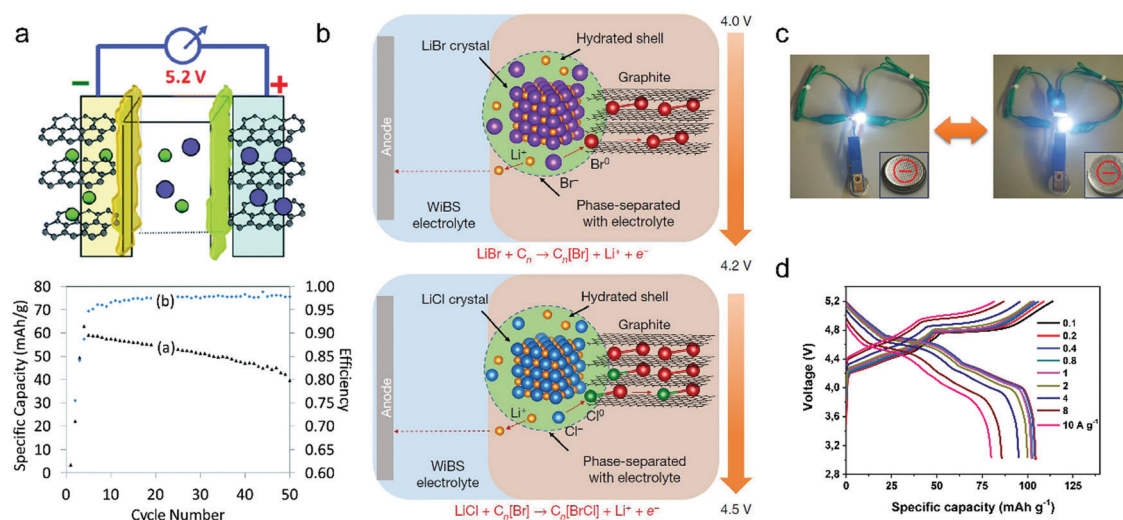 a
5.2 V
−
+
80
70
60
50
40
30
20
10
0
Specific Capacity (mAh/g)
(b)
(a)
1.00
0.95
0.90
0.85
0.80
0.75
0.70
0.65
0.60
Efficiency
0
10
20
30
40
50
Cycle Number
b
4.0 V
LiBr crystal
Hydrated shell
Graphite
Anode
Li⁺
Br⁰
Br⁻
WiBS
electrolyte
Phase-separated
with electrolyte
LiBr + Cₙ → Cₙ[Br] + Li⁺ + e⁻
4.2 V
LiCl crystal
Hydrated shell
Graphite
Anode
Li⁺
Cl⁰
Cl⁻
WiBS
electrolyte
Phase-separated
with electrolyte
LiCl + Cₙ[Br] → Cₙ[BrCl] + Li⁺ + e⁻
4.5 V
c
d
5,2
4,8
4,4
4,0
3,6
3,2
2,8
Voltage (V)
0.1
0.2
0.4
0.8
1
2
4
8
10 A g⁻¹
0
25
50
75
100
125
Specific capacity (mAh g⁻¹)